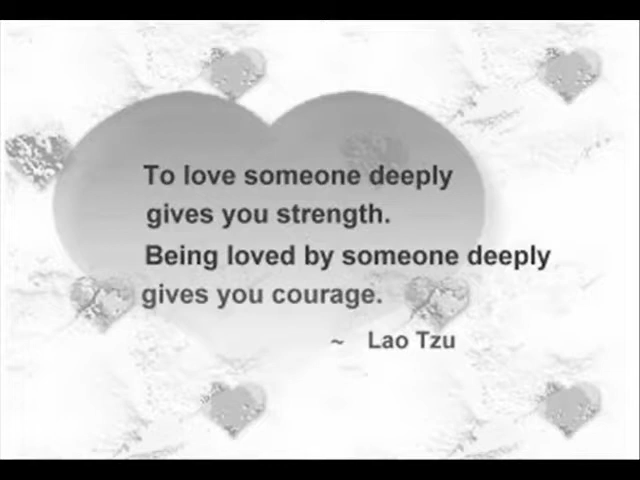 To love someone deeply
gives you strength.
Being loved by someone deeply
gives you courage.
~ Lao Tzu